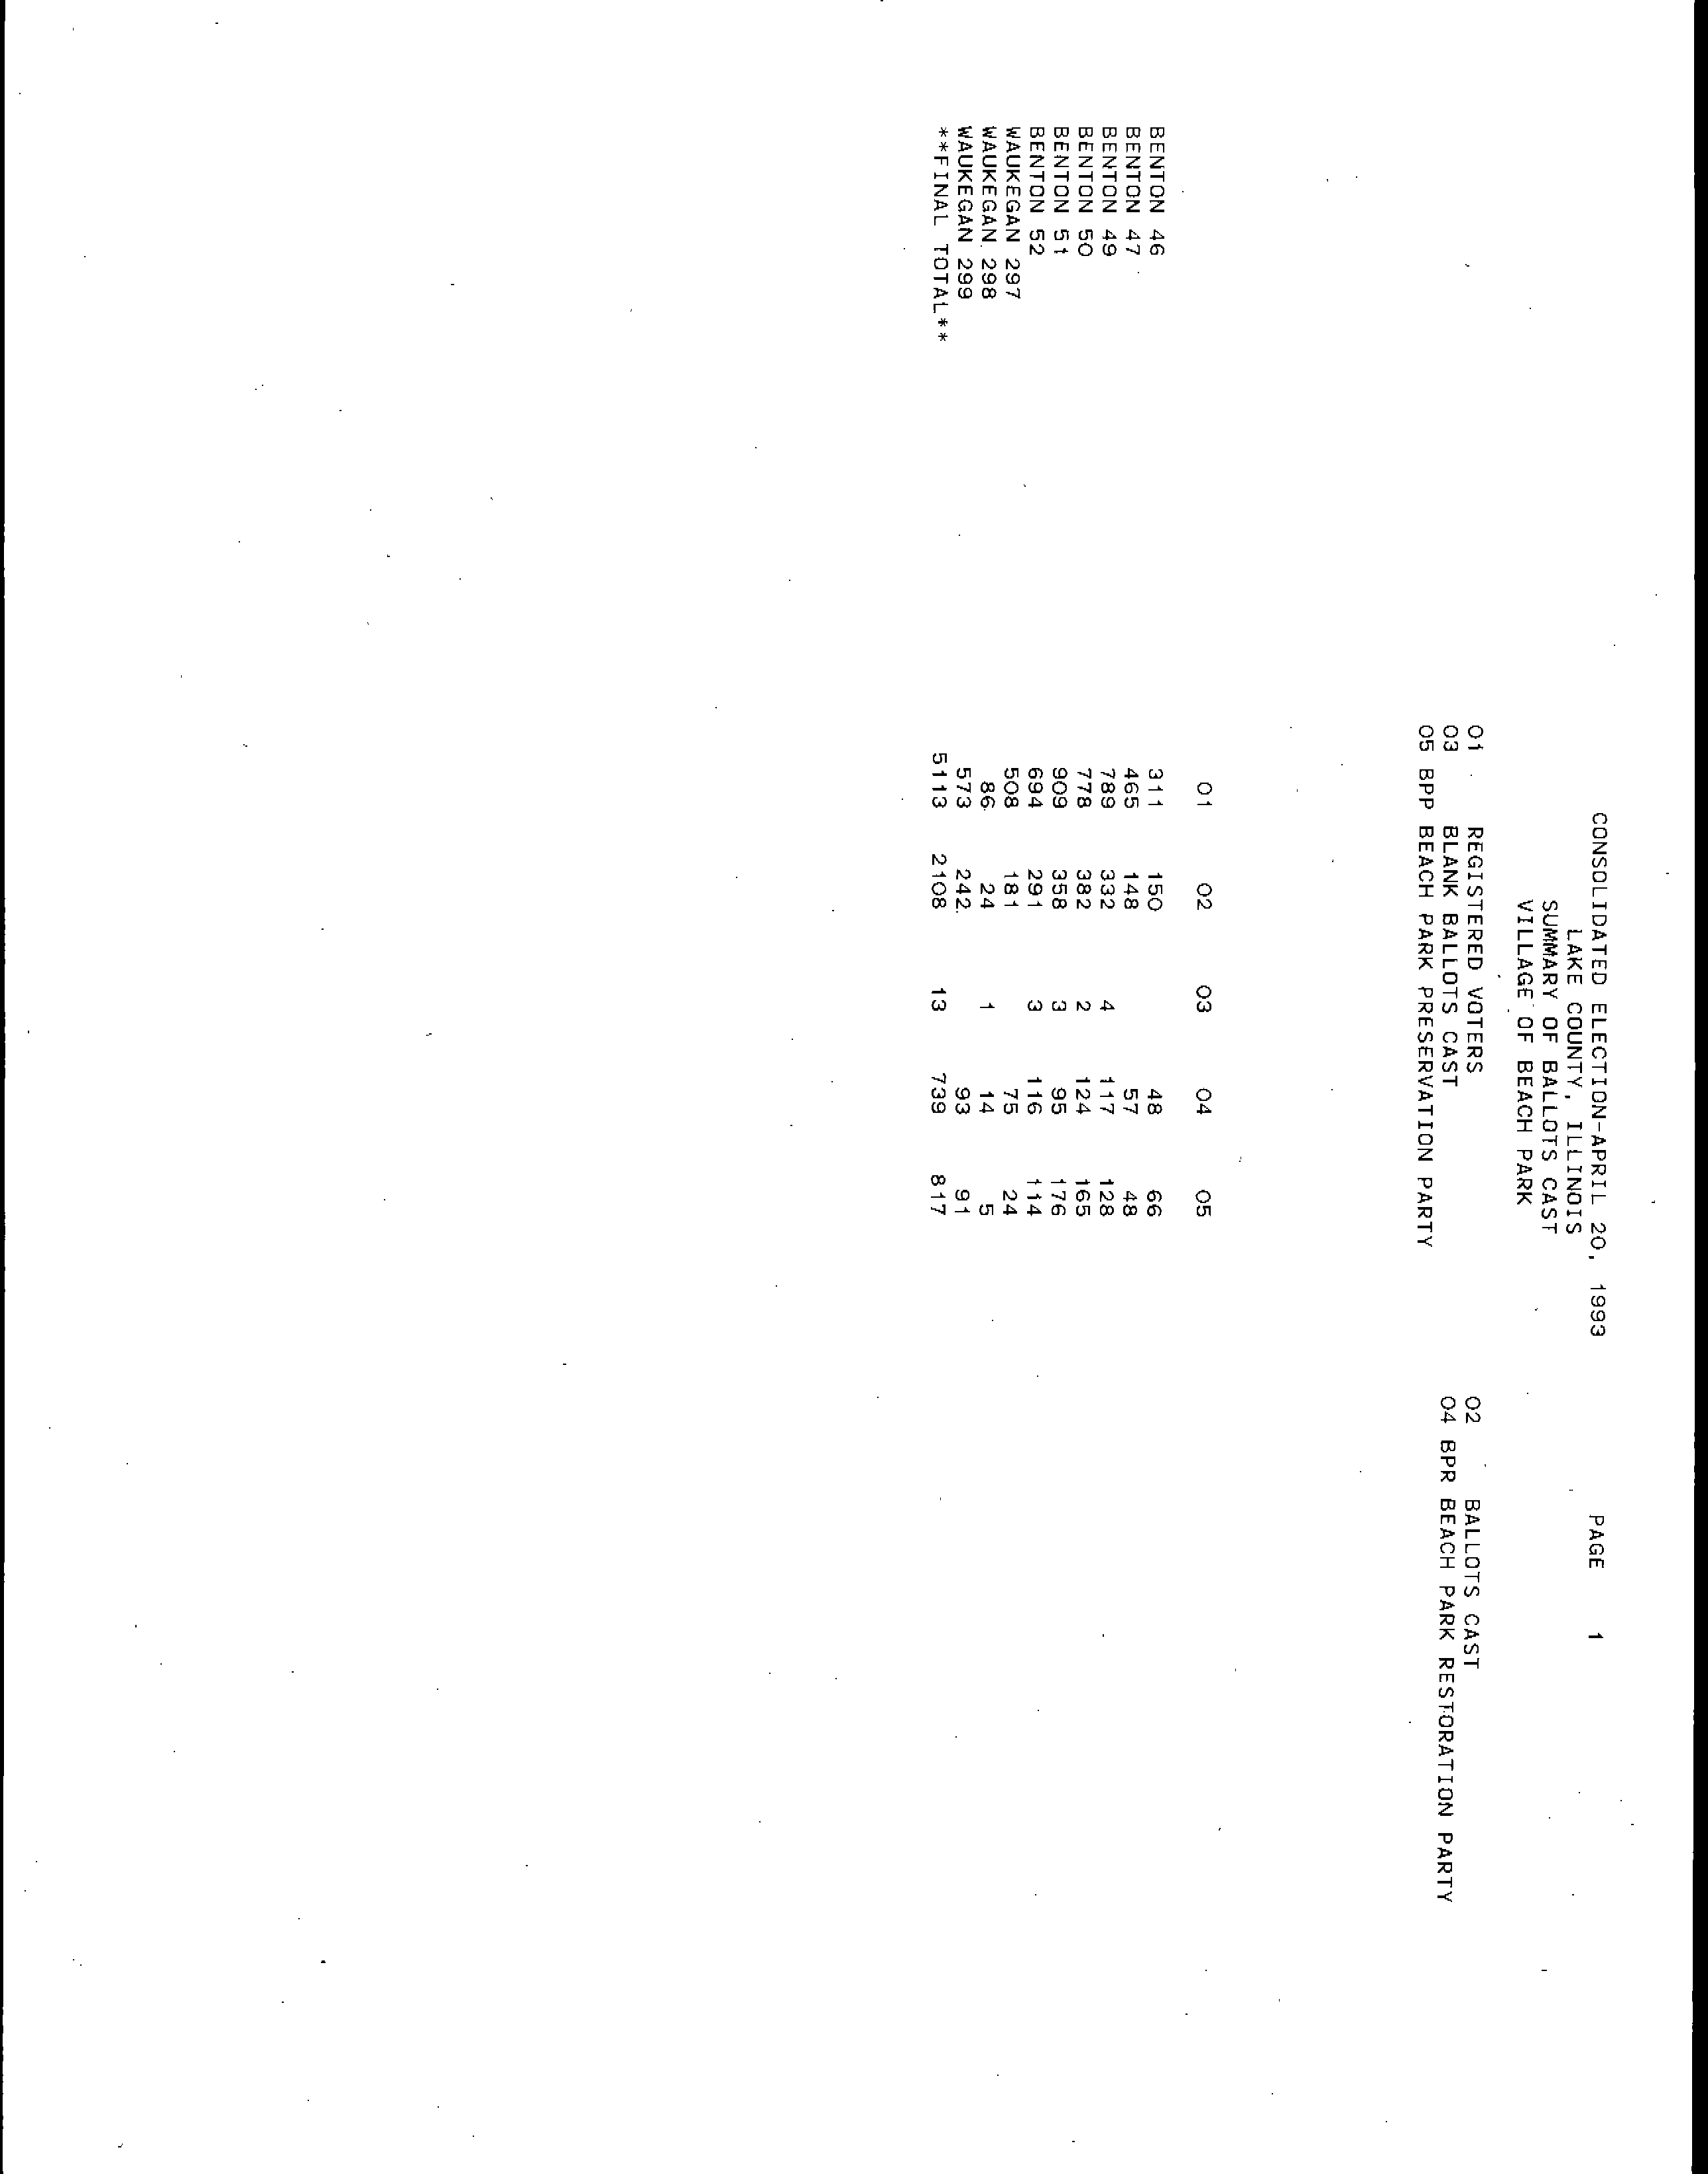 CONSOLIDATED ELECTION-APRIL 20, 1993 PAGE 1
LAKE COUNTY, ILLINOIS
SUMMARY OF BALLOTS CAST
VILLAGE OF BEACH PARK
01 REGISTERED VOTERS 02 BALLOTS CAST
03 BLANK BALLOTS CAST 04 BPR BEACH PARK RESTORATION PARTY
05 BPP BEACH PARK PRESERVATION PARTY
01 02 03 04 05
BENTON 46 311 150 48 66
BENTON 47 465 148 57 48
BENTON 49 789 332 4 117 128
BENTON 50 778 382 2 124 165
BENTON 51 909 358 3 95 176
BENTON 52 694 291 3 116 114
WAUKEGAN 297 508 181 75 24
WAUKEGAN 298 86 24 1 14 5
WAUKEGAN 299 573 242 93 91
**FINAL TOTAL** 5113 2108 13 739 817